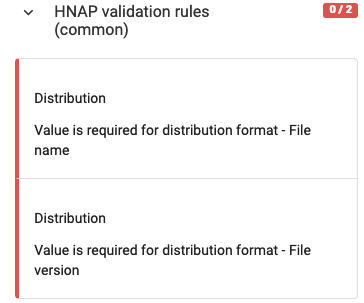 HNAP validation rules
(common)
0 / 2
Distribution
Value is required for distribution format - File
name
Distribution
Value is required for distribution format - File
version